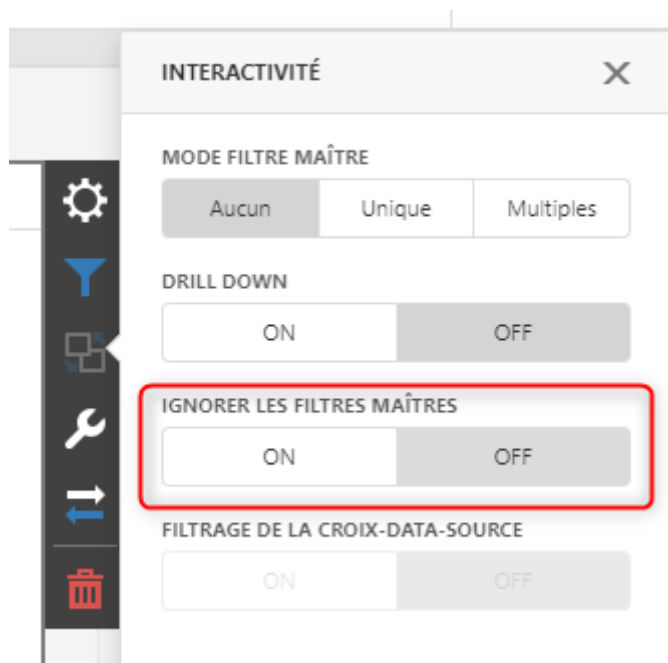 INTERACTIVITÉ
MODE FILTRE MAÎTRE
Aucun Unique Multiples
DRILL DOWN
ON OFF
IGNORER LES FILTRES MAÎTRES
ON OFF
FILTRAGE DE LA CROIX-DATA-SOURCE
ON OFF